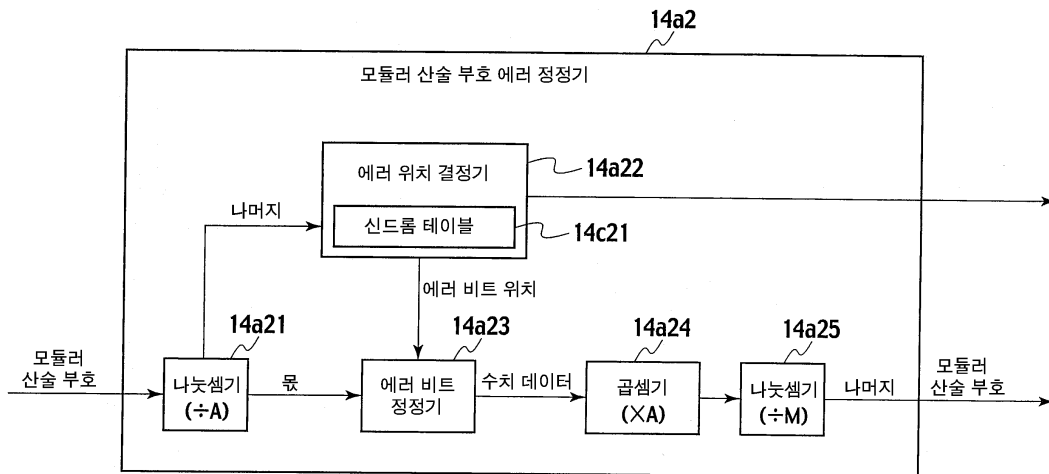 14a2
모듈러 산술 부호 에러 정정기
에러 위치 결정기
14a22
나머지
신드롬 테이블
14c21
에러 비트 위치
14a21
14a23
14a24
14a25
모듈러
산술 부호
나눗셈기
(÷A)
몫
에러 비트
정정기
수치 데이터
곱셈기
(XA)
나눗셈기
(÷M)
나머지
모듈러
산술 부호